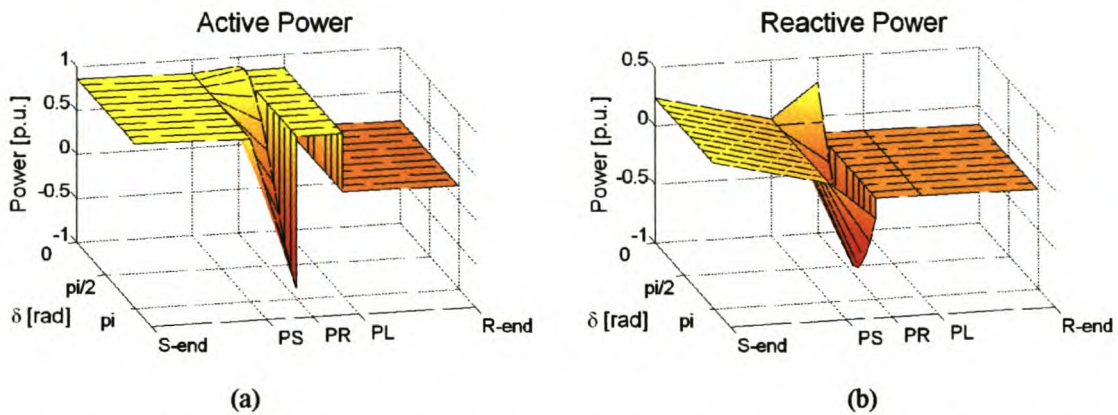 Active Power
Power [p.u.]
1
0.5
0
-0.5
-1
0
pi/2
pi
δ [rad]
S-end
PS
PR
PL
R-end
(a)
Reactive Power
Power [p.u.]
0.5
0
-0.5
-1
0
pi/2
pi
δ [rad]
S-end
PS
PR
PL
R-end
(b)